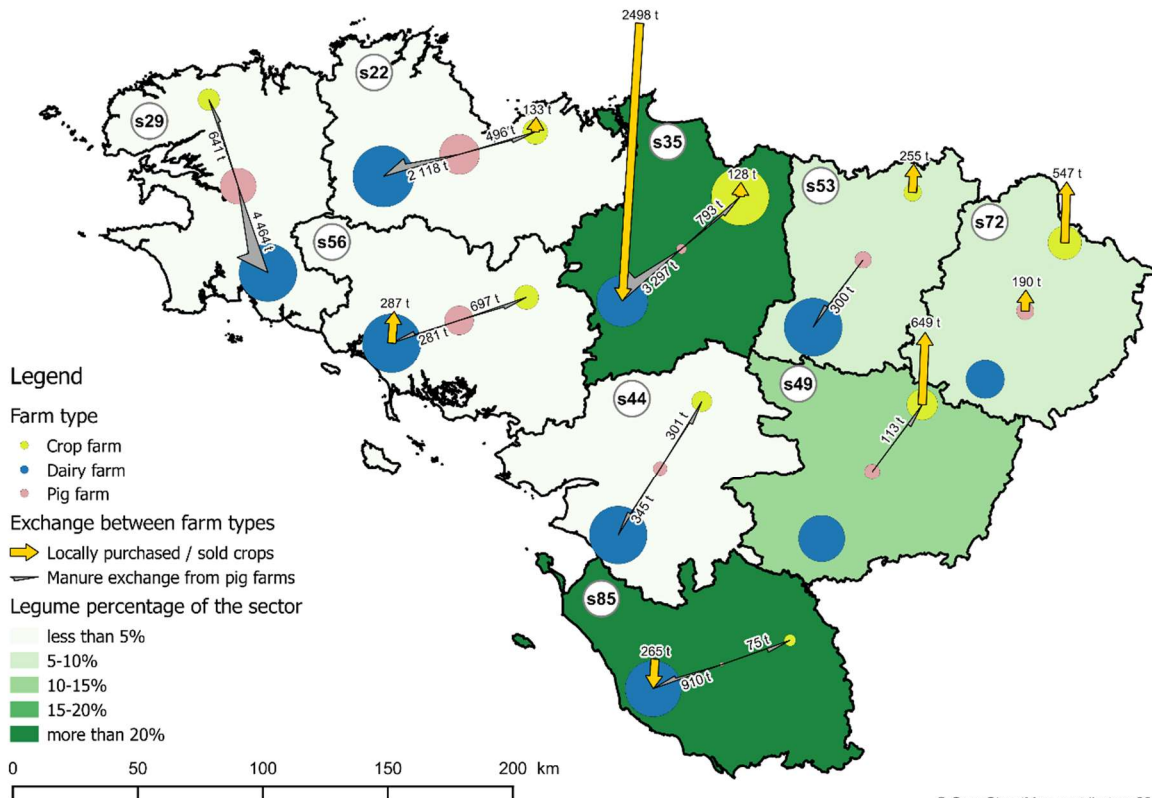 2498 t
s22
s29
133 t
496 t
2 118 t
641 t
4 464 t
s35
128 t
793 t
3 297 t
s53
255 t
547 t
s72
190 t
300 t
s56
287 t
697 t
281 t
649 t
s44
s49
301 t
113 t
345 t
s85
265 t
75 t
910 t
Legend
Farm type
Crop farm
Dairy farm
Pig farm
Exchange between farm types
Locally purchased / sold crops
Manure exchange from pig farms
Legume percentage of the sector
less than 5%
5-10%
10-15%
15-20%
more than 20%
0 50 100 150 200 km